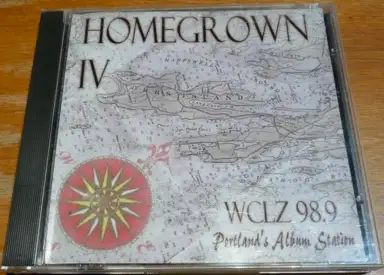 HOMEGROWN
IV
WCLZ 98.9
Portland's Album Station